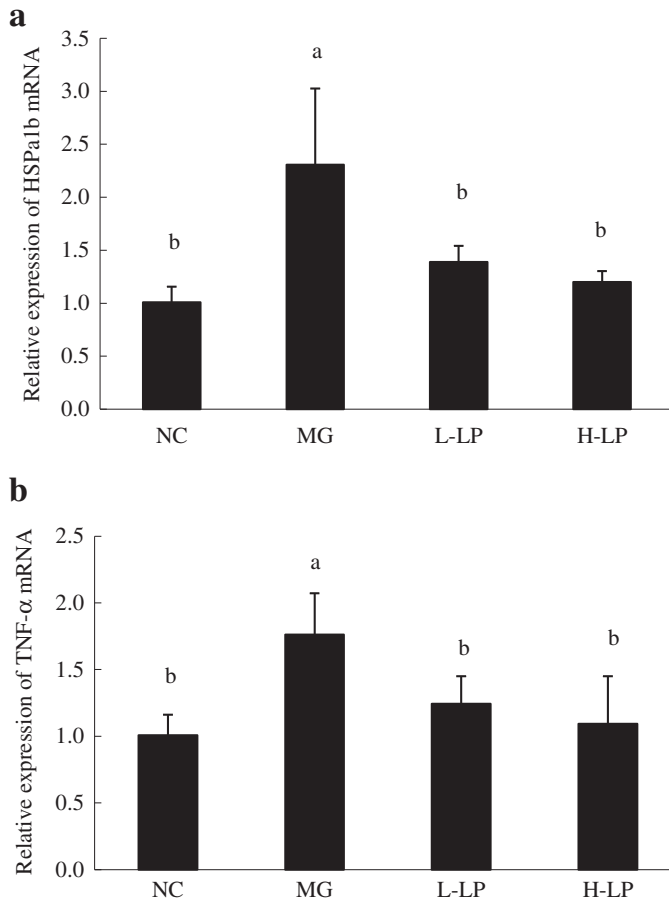 a
Relative expression of HSPa1b mRNA
3.5
3.0
2.5
2.0
1.5
1.0
0.5
0.0
b
a
b
b
NC MG L-LP H-LP
b
Relative expression of TNF-α mRNA
2.5
2.0
1.5
1.0
0.5
0.0
b
a
b
b
NC MG L-LP H-LP